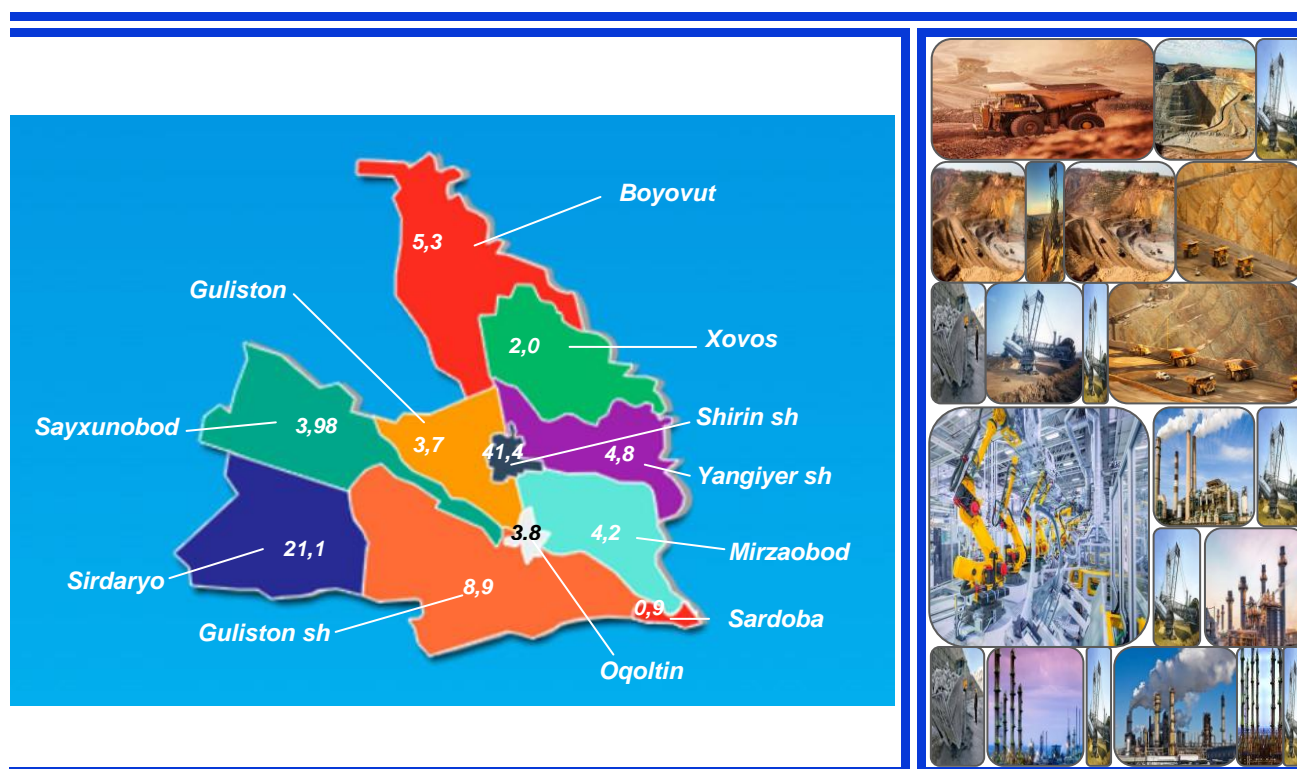 Boyovut
5,3
Guliston
2,0
Xovos
Sayxunobod
3,98
3,7
41,4
Shirin sh
4,8
Yangiyer sh
21,1
3.8
4,2
Mirzaobod
Sirdaryo
8,9
0,9
Sardoba
Guliston sh
Oqoltin